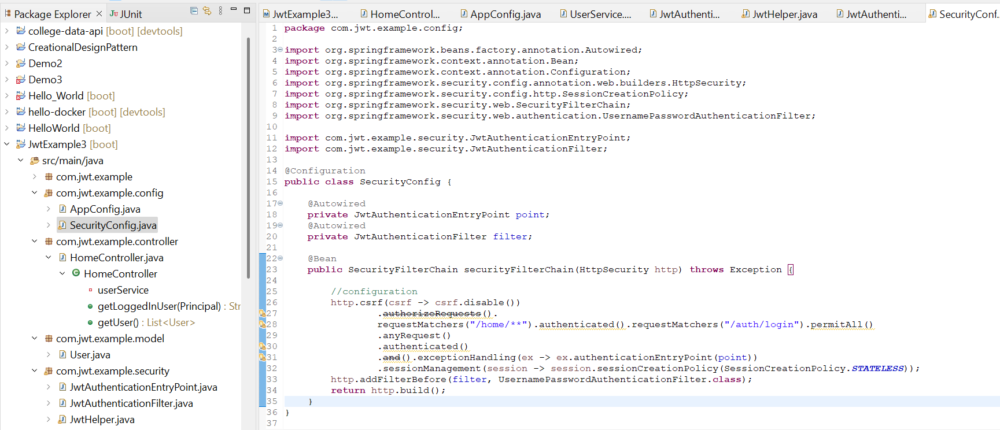 Package Explorer
JUnit
college-data-api [boot] [devtools]
CreationalDesignPattern
Demo2
Demo3
Hello_World [boot]
hello-docker [boot] [devtools]
HelloWorld [boot]
JwtExample3 [boot]
src/main/java
com.jwt.example
com.jwt.example.config
AppConfig.java
SecurityConfig.java
com.jwt.example.controller
HomeController.java
HomeController
userService
getLoggedInUser(Principal) : Str
getUser() : List<User>
com.jwt.example.model
User.java
com.jwt.example.security
JwtAuthenticationEntryPoint.java
JwtAuthenticationFilter.java
JwtHelper.java
JwtExample3... HomeControl... AppConfig.java UserService.... JwtAuthenti... JwtHelper.java JwtAuthenti... SecurityConf...
1 package com.jwt.example.config;
2
3 import org.springframework.beans.factory.annotation.Autowired;
4 import org.springframework.context.annotation.Bean;
5 import org.springframework.context.annotation.Configuration;
6 import org.springframework.security.config.annotation.web.builders.HttpSecurity;
7 import org.springframework.security.config.http.SessionCreationPolicy;
8 import org.springframework.security.web.SecurityFilterChain;
9 import org.springframework.security.web.authentication.UsernamePasswordAuthenticationFilter;
10
11 import com.jwt.example.security.JwtAuthenticationEntryPoint;
12 import com.jwt.example.security.JwtAuthenticationFilter;
13
14 @Configuration
15 public class SecurityConfig {
16
17 @Autowired
18 private JwtAuthenticationEntryPoint point;
19 @Autowired
20 private JwtAuthenticationFilter filter;
21
22 @Bean
23 public SecurityFilterChain securityFilterChain(HttpSecurity http) throws Exception {
24
25 //configuration
26 http.csrf(csrf -> csrf.disable())
27 .authorizeRequests().
28 requestMatchers("/home/**").authenticated().requestMatchers("/auth/login").permitAll()
29 .anyRequest()
30 .authenticated()
31 .and().exceptionHandling(ex -> ex.authenticationEntryPoint(point))
32 .sessionManagement(session -> session.sessionCreationPolicy(SessionCreationPolicy.STATELESS));
33 http.addFilterBefore(filter, UsernamePasswordAuthenticationFilter.class);
34 return http.build();
35 }
36 }
37